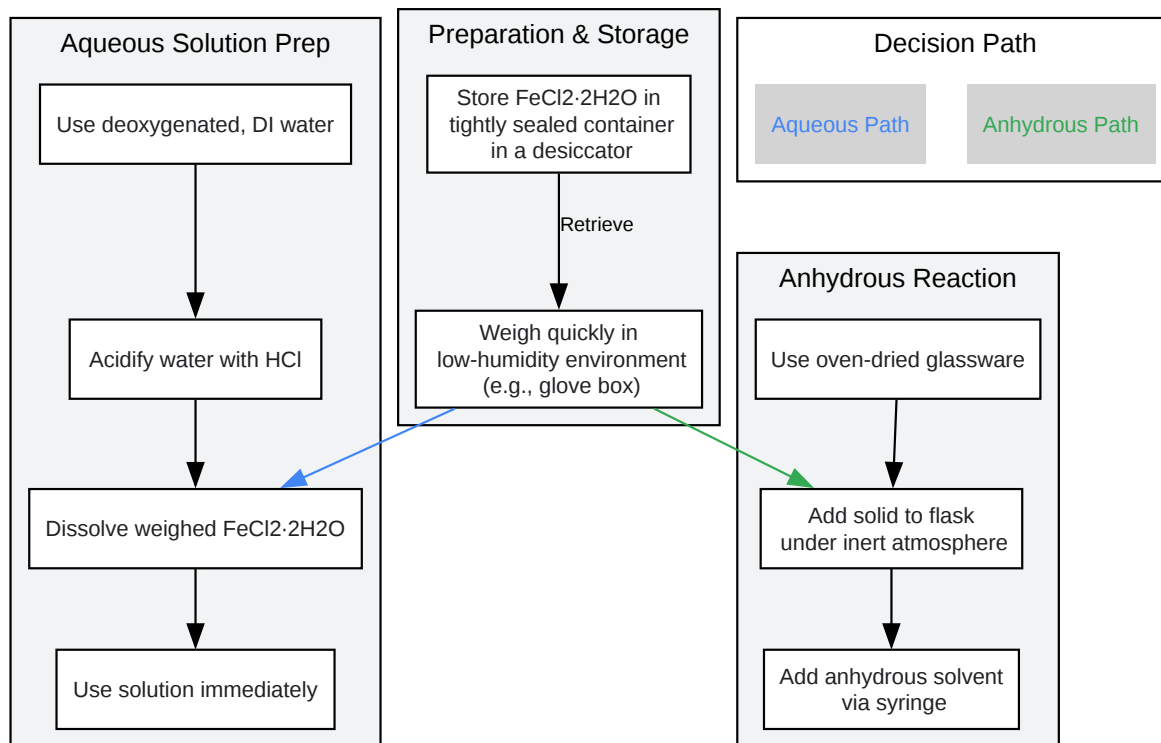 Aqueous Solution Prep
Use deoxygenated, DI water
Acidify water with HCl
Dissolve weighed FeCl2·2H2O
Use solution immediately
Preparation & Storage
Store FeCl2·2H2O in
tightly sealed container
in a desiccator
Retrieve
Weigh quickly in
low-humidity environment
(e.g., glove box)
Decision Path
Aqueous Path
Anhydrous Path
Anhydrous Reaction
Use oven-dried glassware
Add solid to flask
under inert atmosphere
Add anhydrous solvent
via syringe